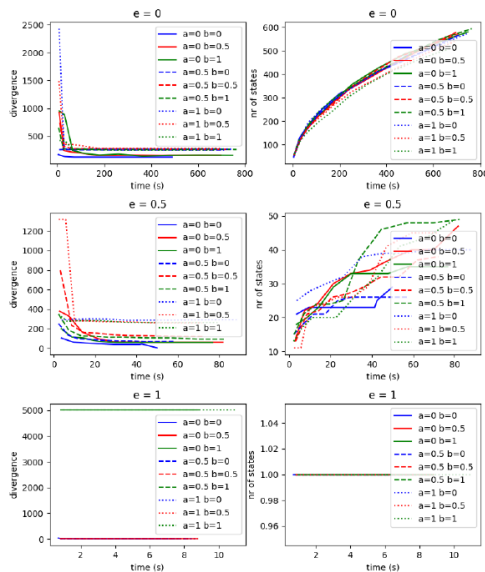 e = 0
divergence
2500
2000
1500
1000
500
a=0 b=0
a=0 b=0.5
a=0 b=1
a=0.5 b=0
a=0.5 b=0.5
a=0.5 b=1
a=1 b=0
a=1 b=0.5
a=1 b=1
0 200 400 600 800
time (s)
e = 0
nr of states
600
500
400
300
200
100
a=0 b=0
a=0 b=0.5
a=0 b=1
a=0.5 b=0
a=0.5 b=0.5
a=0.5 b=1
a=1 b=0
a=1 b=0.5
a=1 b=1
0 200 400 600 800
time (s)
e = 0.5
divergence
1200
1000
800
600
400
200
0
a=0 b=0
a=0 b=0.5
a=0 b=1
a=0.5 b=0
a=0.5 b=0.5
a=0.5 b=1
a=1 b=0
a=1 b=0.5
a=1 b=1
0 20 40 60 80
time (s)
e = 0.5
nr of states
50
40
30
20
10
a=0 b=0
a=0 b=0.5
a=0 b=1
a=0.5 b=0
a=0.5 b=0.5
a=0.5 b=1
a=1 b=0
a=1 b=0.5
a=1 b=1
0 20 40 60 80
time (s)
e = 1
divergence
5000
4000
3000
2000
1000
0
a=0 b=0
a=0 b=0.5
a=0 b=1
a=0.5 b=0
a=0.5 b=0.5
a=0.5 b=1
a=1 b=0
a=1 b=0.5
a=1 b=1
2 4 6 8 10
time (s)
e = 1
nr of states
1.04
1.02
1.00
0.98
0.96
a=0 b=0
a=0 b=0.5
a=0 b=1
a=0.5 b=0
a=0.5 b=0.5
a=0.5 b=1
a=1 b=0
a=1 b=0.5
a=1 b=1
2 4 6 8 10
time (s)